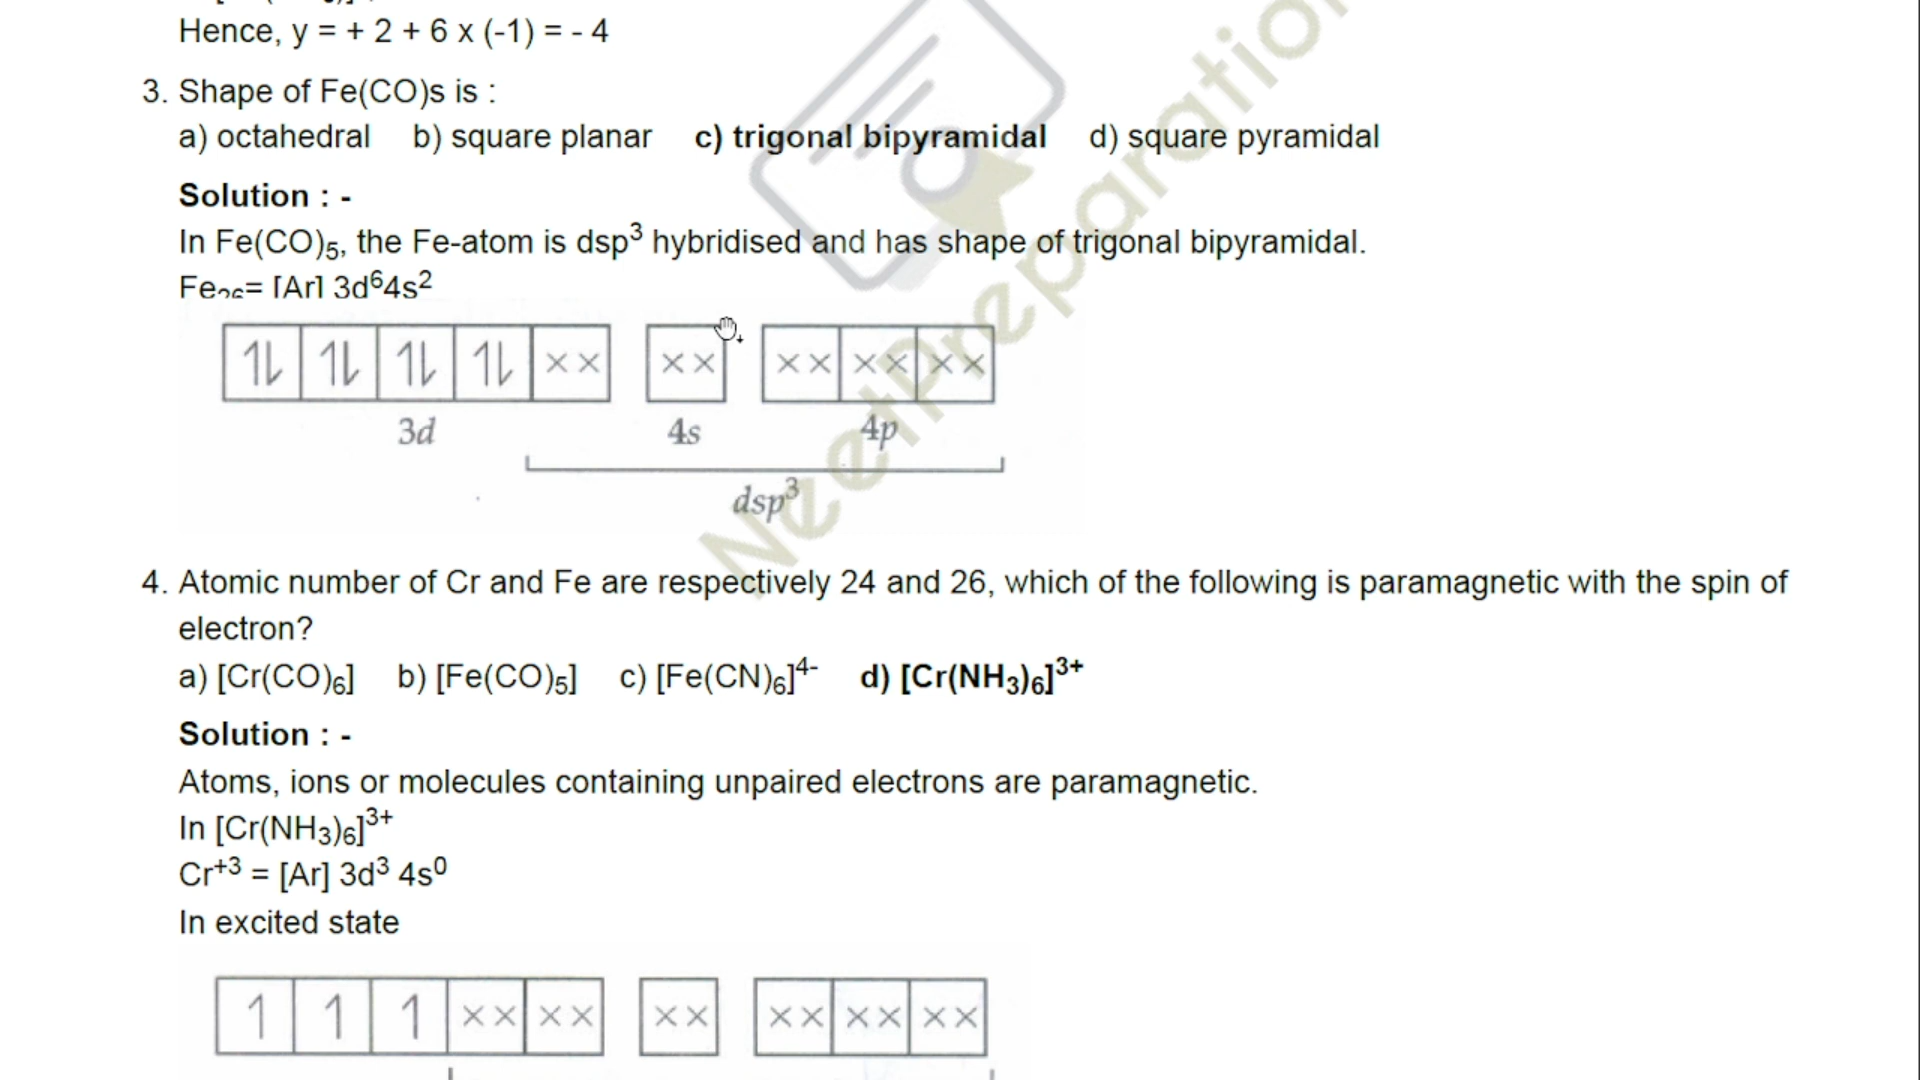 Hence, y = + 2 + 6 x (-1) = - 4
3. Shape of Fe(CO)s is :
a) octahedral b) square planar c) trigonal bipyramidal d) square pyramidal
Solution : -
In Fe(CO)5, the Fe-atom is dsp3 hybridised and has shape of trigonal bipyramidal.
Fe26= [Ar] 3d64s2
1⇂ 1⇂ 1⇂ 1⇂ ×× ×× ×× ×× ××
3d 4s 4p
dsp3
4. Atomic number of Cr and Fe are respectively 24 and 26, which of the following is paramagnetic with the spin of
electron?
a) [Cr(CO)6] b) [Fe(CO)5] c) [Fe(CN)6]4- d) [Cr(NH3)6]3+
Solution : -
Atoms, ions or molecules containing unpaired electrons are paramagnetic.
In [Cr(NH3)6]3+
Cr+3 = [Ar] 3d3 4s0
In excited state
1 1 1 ×× ×× ×× ×× ×× ××
NeetPreparation